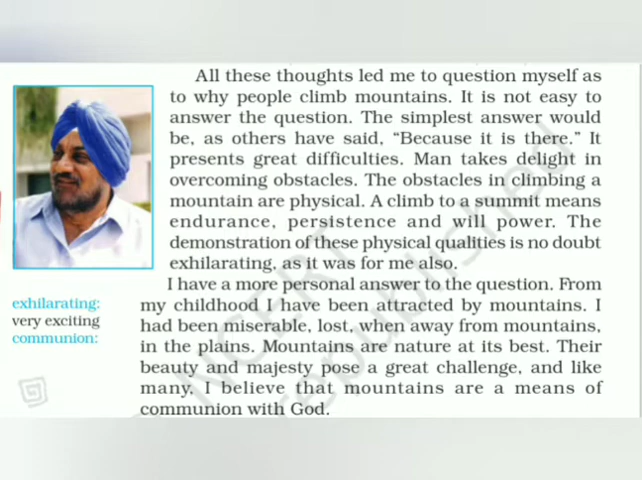 All these thoughts led me to question myself as
to why people climb mountains. It is not easy to
answer the question. The simplest answer would
be, as others have said, “Because it is there.” It
presents great difficulties. Man takes delight in
overcoming obstacles. The obstacles in climbing a
mountain are physical. A climb to a summit means
endurance, persistence and will power. The
demonstration of these physical qualities is no doubt
exhilarating, as it was for me also.
I have a more personal answer to the question. From
my childhood I have been attracted by mountains. I
had been miserable, lost, when away from mountains,
in the plains. Mountains are nature at its best. Their
beauty and majesty pose a great challenge, and like
many, I believe that mountains are a means of
communion with God.
exhilarating:
very exciting
communion:
NCERT
republished